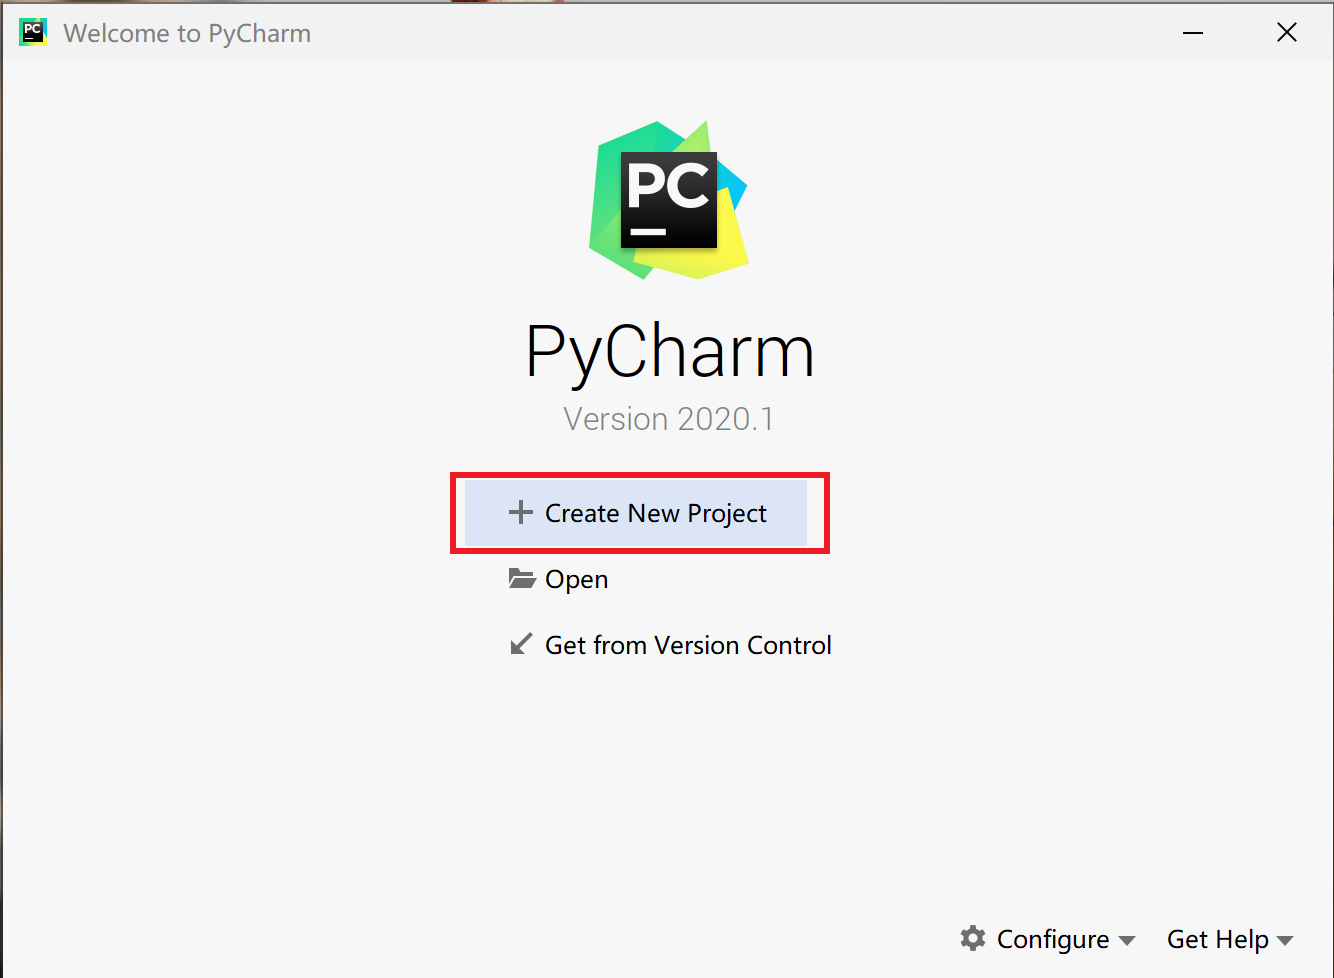 PC Welcome to PyCharm
PC
PyCharm
Version 2020.1
Create New Project
Open
Get from Version Control
Configure Get Help